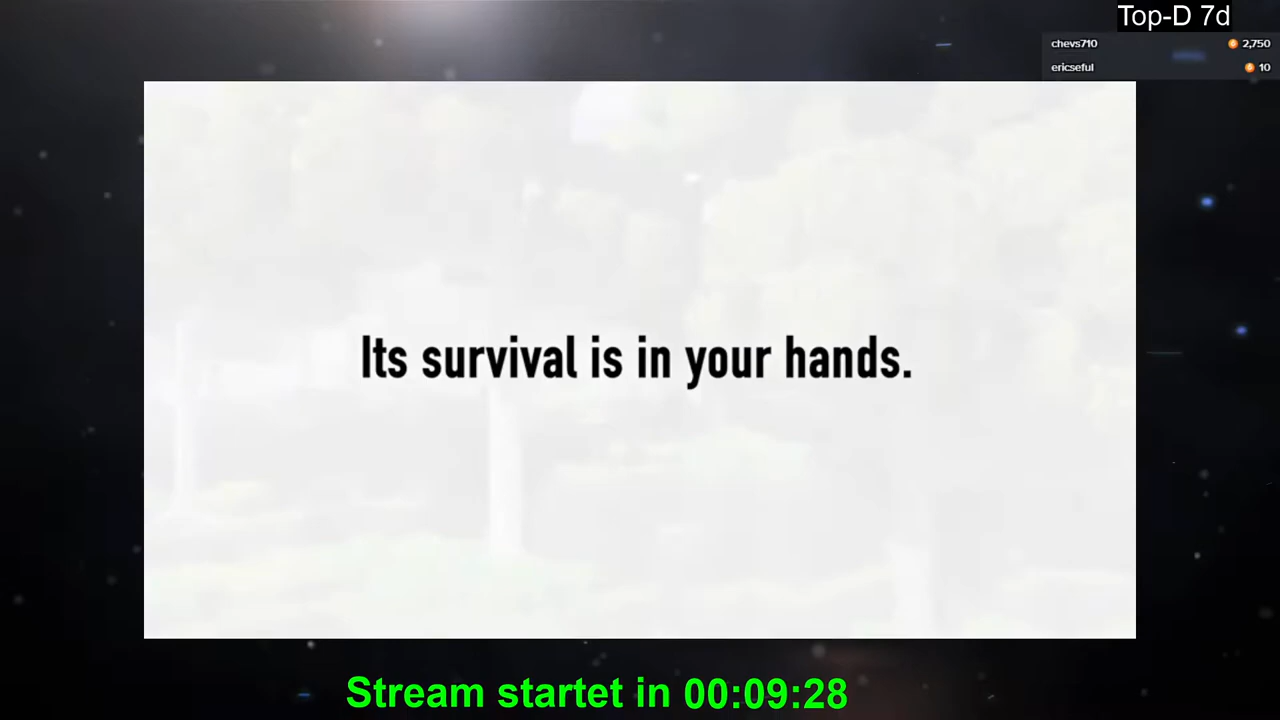 Top-D 7d
chevs710 2,750
ericseful 10
Its survival is in your hands.
Stream startet in 00:09:28